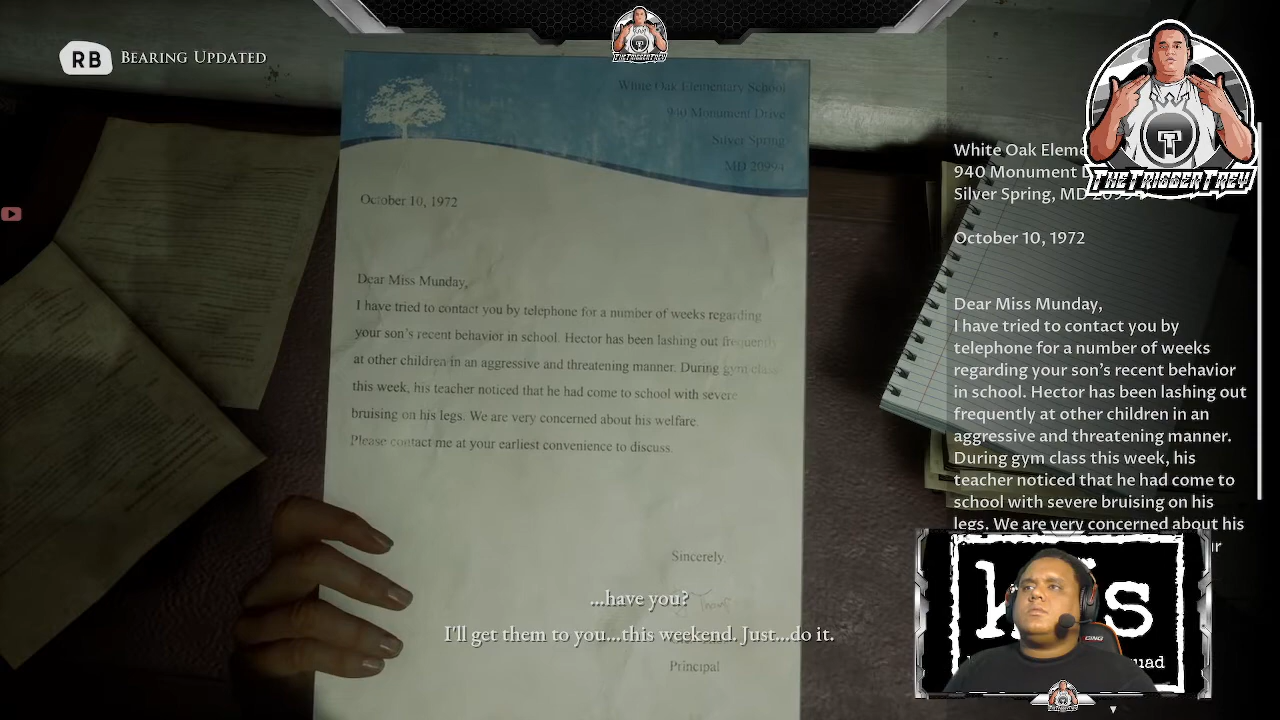 RB BEARING UPDATED
White Oak Elementary School
940 Monument Drive
Silver Spring
MD 20994
October 10, 1972
Dear Miss Munday,
I have tried to contact you by telephone for a number of weeks regarding
your son's recent behavior in school. Hector has been lashing out frequently
at other children in an aggressive and threatening manner. During gym class
this week, his teacher noticed that he had come to school with severe
bruising on his legs. We are very concerned about his welfare.
Please contact me at your earliest convenience to discuss.
Sincerely,
Principal
...have you?
I'll get them to you...this weekend. Just...do it.
T
THETRIGGERTREY
White Oak Eleme
940 Monument D
Silver Spring, MD 20994
October 10, 1972
Dear Miss Munday,
I have tried to contact you by
telephone for a number of weeks
regarding your son's recent behavior
in school. Hector has been lashing out
frequently at other children in an
aggressive and threatening manner.
During gym class this week, his
teacher noticed that he had come to
school with severe bruising on his
legs. We are very concerned about his